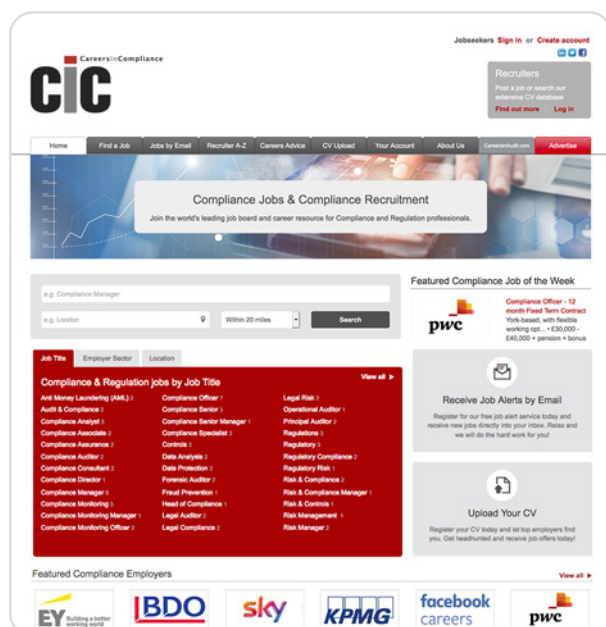 Jobseekers Sign in or Create account
CareersinCompliance
cic
Recruiters
Post a job or search our
extensive CV database
Find out more Log in
Home Find a Job Jobs by Email Recruiter A-Z Careers Advice CV Upload Your Account About Us CareersinAudit.com Advertise
Compliance Jobs & Compliance Recruitment
Join the world's leading job board and career resource for Compliance and Regulation professionals.
e.g. Compliance Manager
e.g. London Within 20 miles Search
Featured Compliance Job of the Week
pwc
Compliance Officer - 12
month Fixed Term Contract
York-based, with flexible
working opt... • £30,000 -
£40,000 + pension + bonus
Job Title Employer Sector Location
Compliance & Regulation jobs by Job Title View all
Anti Money Laundering (AML) 2
Audit & Compliance 2
Compliance Analyst 3
Compliance Associate 2
Compliance Assurance 2
Compliance Auditor 2
Compliance Consultant 2
Compliance Director 1
Compliance Manager 5
Compliance Monitoring 3
Compliance Monitoring Manager 1
Compliance Monitoring Officer 2
Compliance Officer 7
Compliance Senior 3
Compliance Senior Manager 1
Compliance Specialist 3
Controls 2
Data Analysis 2
Data Protection 2
Forensic Auditor 2
Fraud Prevention 1
Head of Compliance 1
Legal Auditor 2
Legal Compliance 2
Legal Risk 2
Operational Auditor 1
Principal Auditor 2
Regulations 3
Regulatory 3
Regulatory Compliance 2
Regulatory Risk 1
Risk & Compliance 2
Risk & Compliance Manager 1
Risk & Controls 1
Risk Management 1
Risk Manager 2
Receive Job Alerts by Email
Register for our free job alert service today and
receive new jobs directly into your inbox. Relax and
we will do the hard work for you!
Upload Your CV
Register your CV today and let top employers find
you. Get headhunted and receive job offers today!
Featured Compliance Employers View all
EY Building a better
working world
BDO
sky
KPMG
facebook
careers
pwc